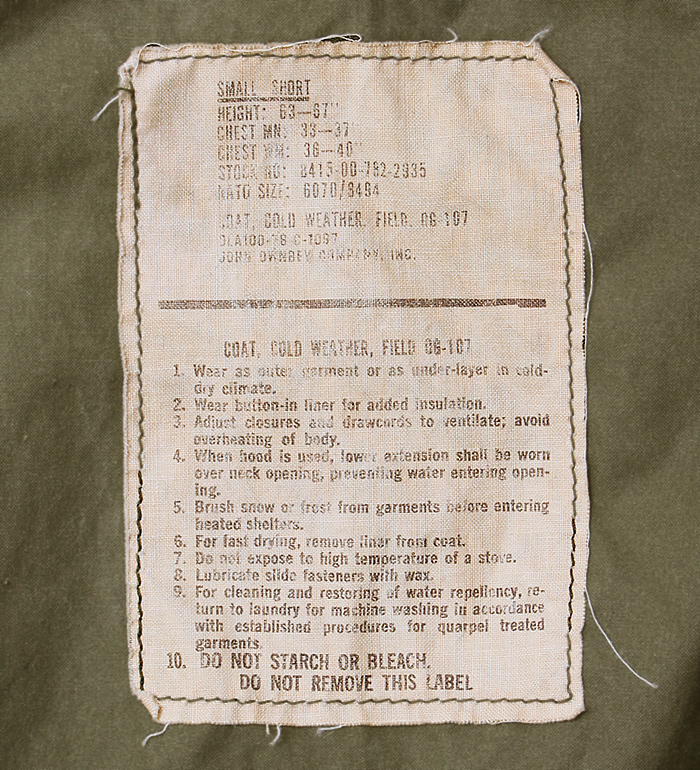 SMALL SHORT
HEIGHT: 63—67"
CHEST MN: 33—37"
CHEST WM: 36—40"
STOCK NO: 8415-00-782-2935
NATO SIZE: 6070/8494
COAT, COLD WEATHER, FIELD, OG-107
DLA100-78-C-1097
JOHN OWNBEY COMPANY, INC.
COAT, COLD WEATHER, FIELD OG-107
1. Wear as outer garment or as under-layer in cold-
dry climate.
2. Wear button-in liner for added insulation.
3. Adjust closures and drawcords to ventilate; avoid
overheating of body.
4. When hood is used, lower extension shall be worn
over neck opening, preventing water entering open-
ing.
5. Brush snow or frost from garments before entering
heated shelters.
6. For fast drying, remove liner from coat.
7. Do not expose to high temperature of a stove.
8. Lubricate slide fasteners with wax.
9. For cleaning and restoring of water repellency, re-
turn to laundry for machine washing in accordance
with established procedures for quarpel treated
garments.
10. DO NOT STARCH OR BLEACH.
DO NOT REMOVE THIS LABEL